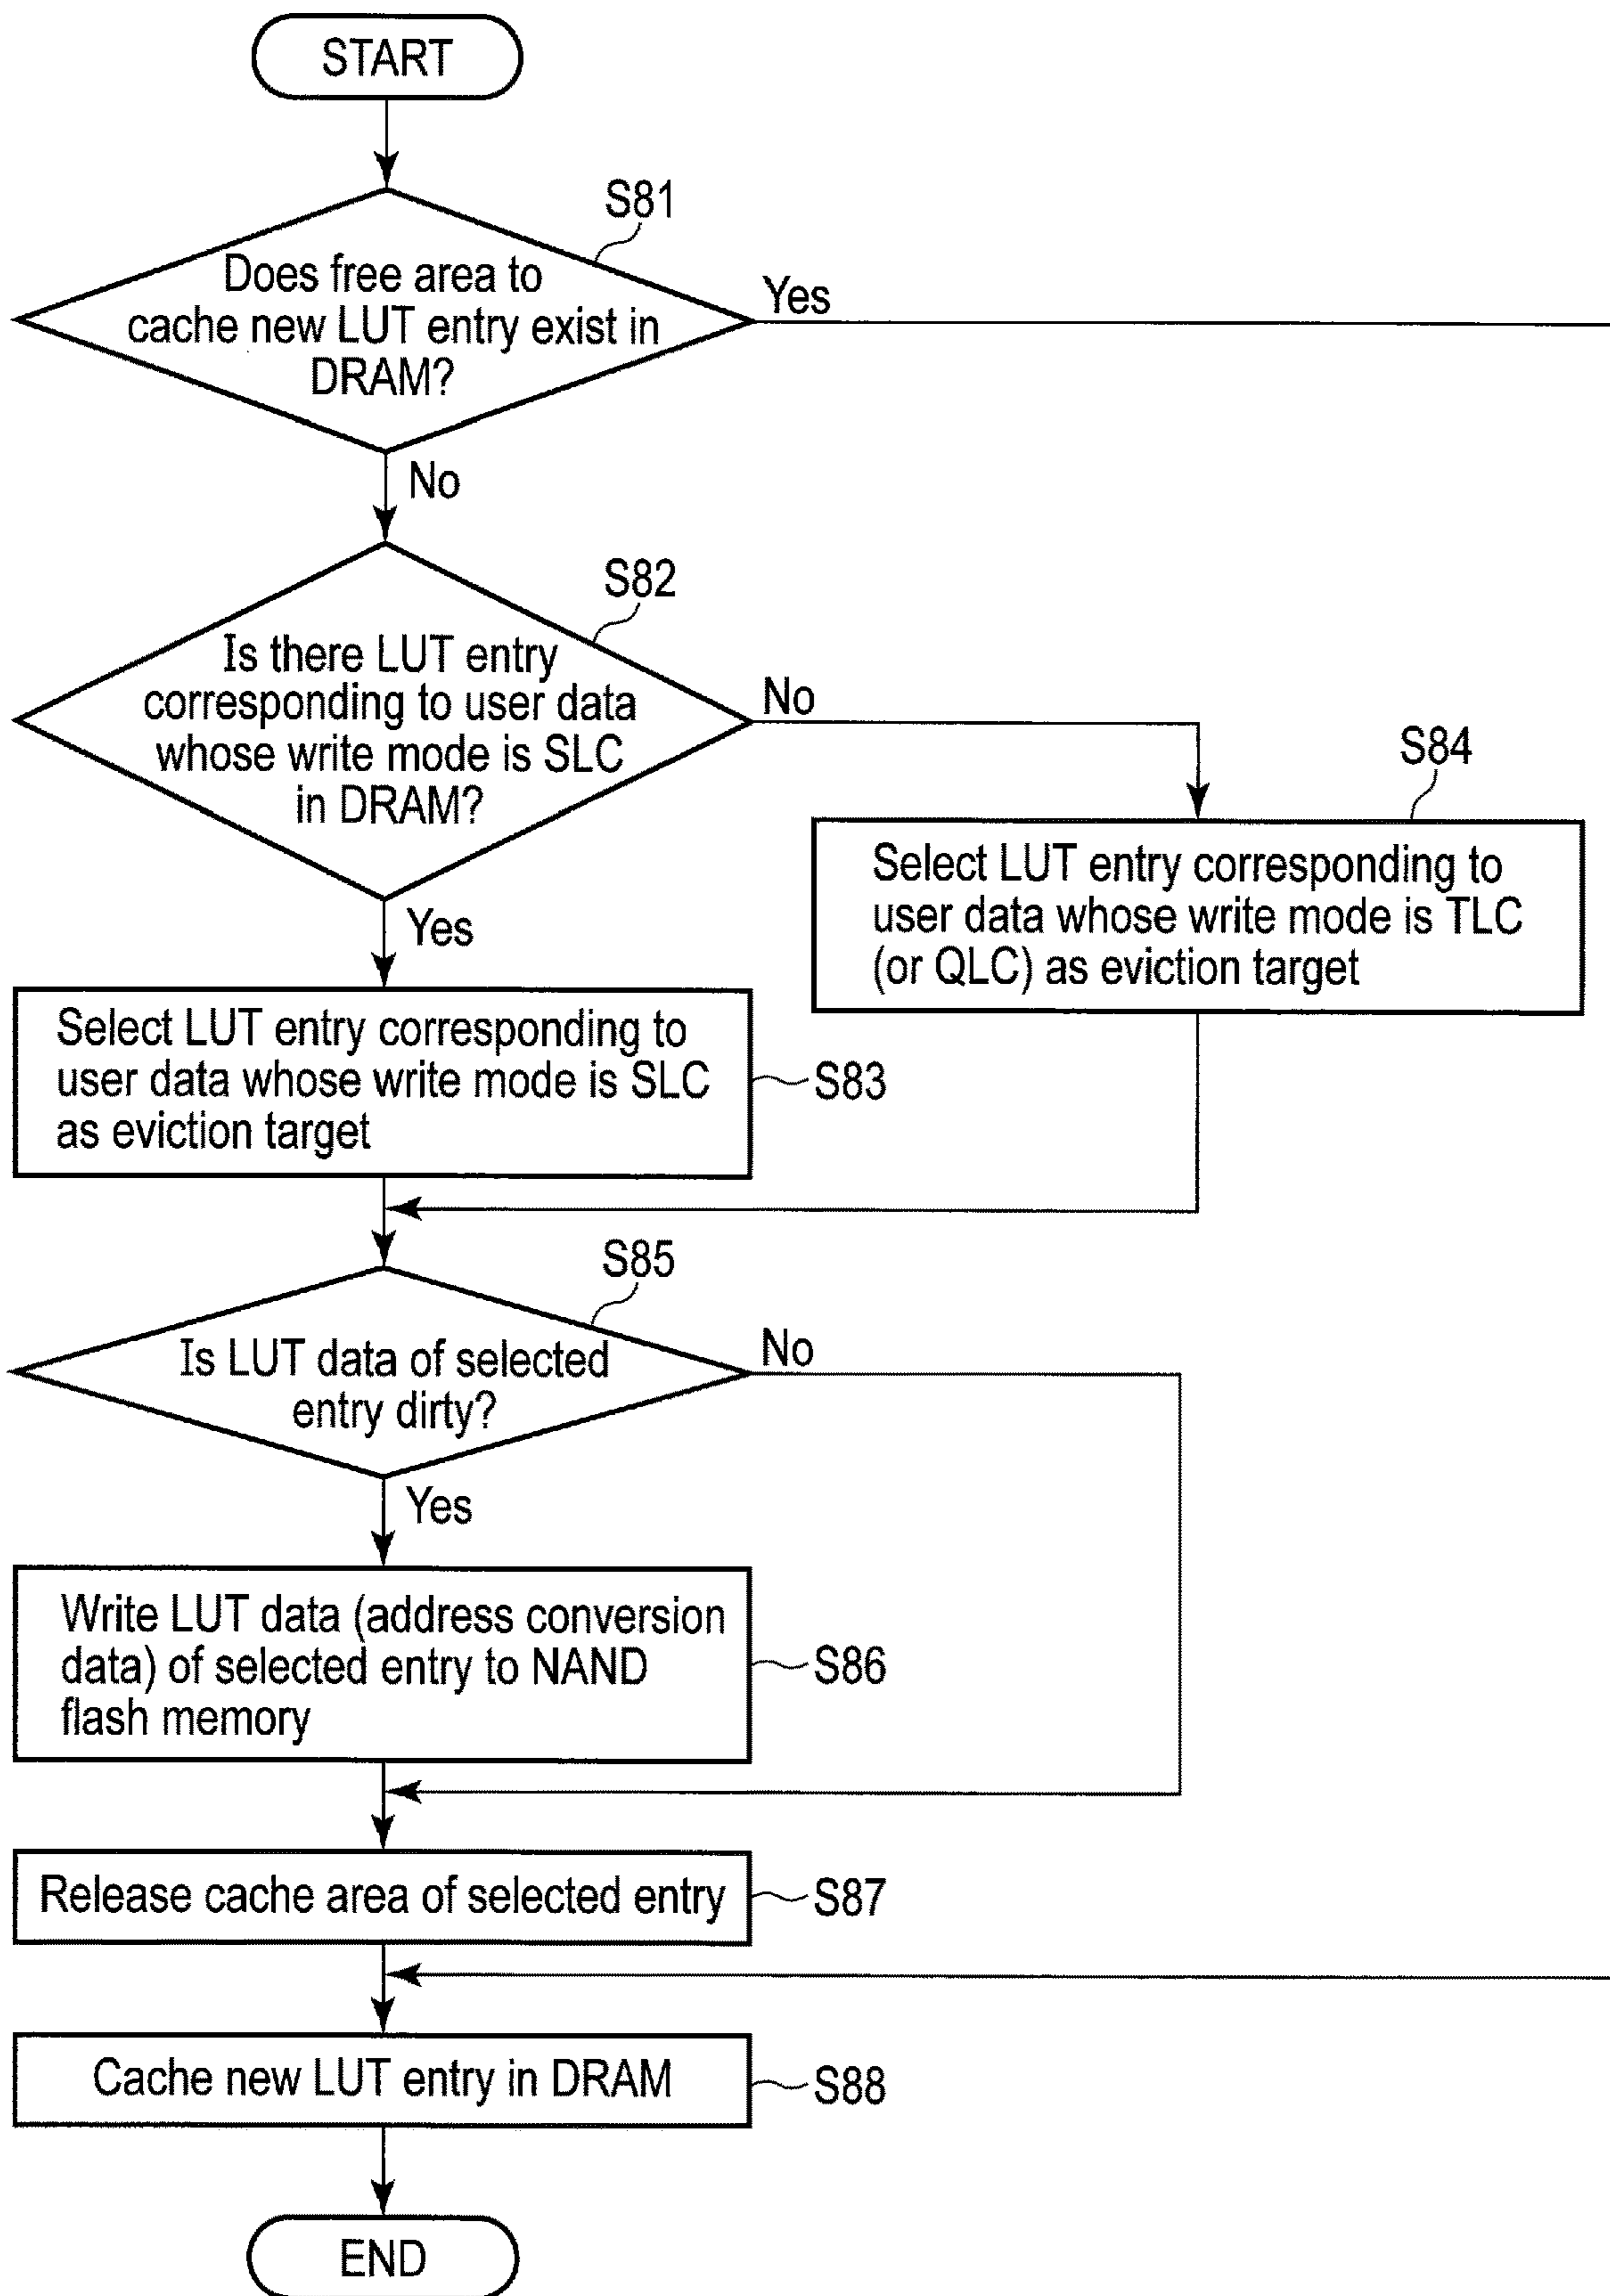 START
S81
Does free area to
cache new LUT entry exist in
DRAM?
Yes
No
S82
Is there LUT entry
corresponding to user data
whose write mode is SLC
in DRAM?
No
Yes
S84
Select LUT entry corresponding to
user data whose write mode is TLC
(or QLC) as eviction target
Select LUT entry corresponding to
user data whose write mode is SLC
as eviction target
S83
S85
Is LUT data of selected
entry dirty?
No
Yes
Write LUT data (address conversion
data) of selected entry to NAND
flash memory
S86
Release cache area of selected entry
S87
Cache new LUT entry in DRAM
S88
END